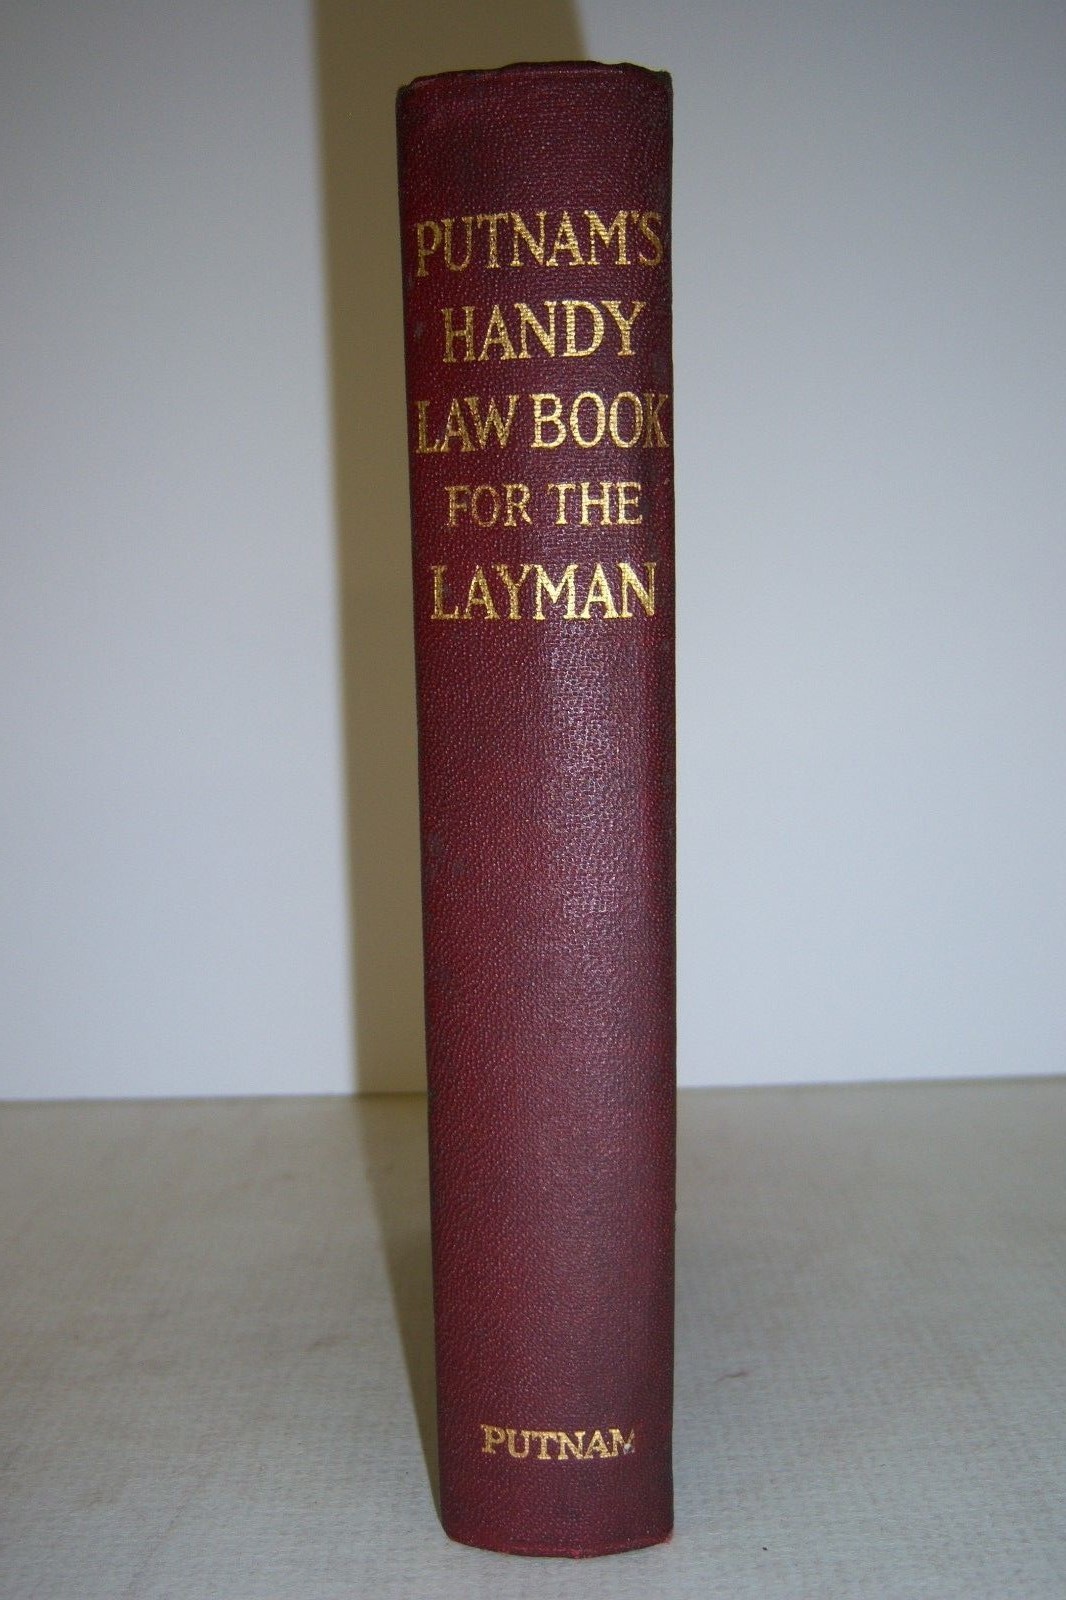 PUTNAM'S
HANDY
LAW BOOK
FOR THE
LAYMAN
PUTNAM